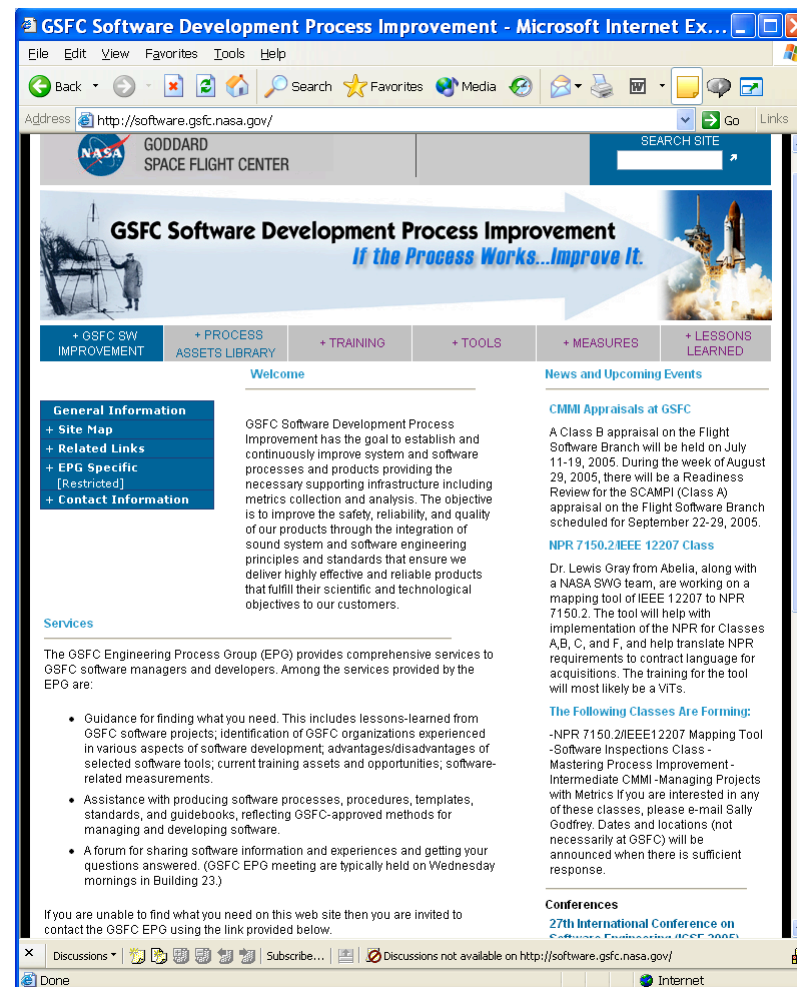 GSFC Software Development Process Improvement - Microsoft Internet Ex...
File Edit View Favorites Tools Help
Back Search Favorites Media
Address http://software.gsfc.nasa.gov/ Go Links
NASA
GODDARD
SPACE FLIGHT CENTER
SEARCH SITE
GSFC Software Development Process Improvement
If the Process Works...Improve It.
+ GSFC SW
IMPROVEMENT
+ PROCESS
ASSETS LIBRARY
+ TRAINING
+ TOOLS
+ MEASURES
+ LESSONS
LEARNED
General Information
+ Site Map
+ Related Links
+ EPG Specific
[Restricted]
+ Contact Information
Welcome
GSFC Software Development Process
Improvement has the goal to establish and
continuously improve system and software
processes and products providing the
necessary supporting infrastructure including
metrics collection and analysis. The objective
is to improve the safety, reliability, and quality
of our products through the integration of
sound system and software engineering
principles and standards that ensure we
deliver highly effective and reliable products
that fulfill their scientific and technological
objectives to our customers.
Services
The GSFC Engineering Process Group (EPG) provides comprehensive services to
GSFC software managers and developers. Among the services provided by the
EPG are:
• Guidance for finding what you need. This includes lessons-learned from
GSFC software projects; identification of GSFC organizations experienced
in various aspects of software development; advantages/disadvantages of
selected software tools; current training assets and opportunities; software-
related measurements.
• Assistance with producing software processes, procedures, templates,
standards, and guidebooks, reflecting GSFC-approved methods for
managing and developing software.
• A forum for sharing software information and experiences and getting your
questions answered. (GSFC EPG meeting are typically held on Wednesday
mornings in Building 23.)
If you are unable to find what you need on this web site then you are invited to
contact the GSFC EPG using the link provided below.
News and Upcoming Events
CMMI Appraisals at GSFC
A Class B appraisal on the Flight
Software Branch will be held on July
11-19, 2005. During the week of August
29, 2005, there will be a Readiness
Review for the SCAMPI (Class A)
appraisal on the Flight Software Branch
scheduled for September 22-29, 2005.
NPR 7150.2/IEEE 12207 Class
Dr. Lewis Gray from Abelia, along with
a NASA SWG team, are working on a
mapping tool of IEEE 12207 to NPR
7150.2. The tool will help with
implementation of the NPR for Classes
A,B, C, and F, and help translate NPR
requirements to contract language for
acquisitions. The training for the tool
will most likely be a ViTs.
The Following Classes Are Forming:
-NPR 7150.2/IEEE12207 Mapping Tool
-Software Inspections Class -
Mastering Process Improvement -
Intermediate CMMI -Managing Projects
with Metrics If you are interested in any
of these classes, please e-mail Sally
Godfrey. Dates and locations (not
necessarily at GSFC) will be
announced when there is sufficient
response.
Conferences
27th International Conference on
Software Engineering (ICSE 2005)
Discussions Subscribe... Discussions not available on http://software.gsfc.nasa.gov/
Done Internet